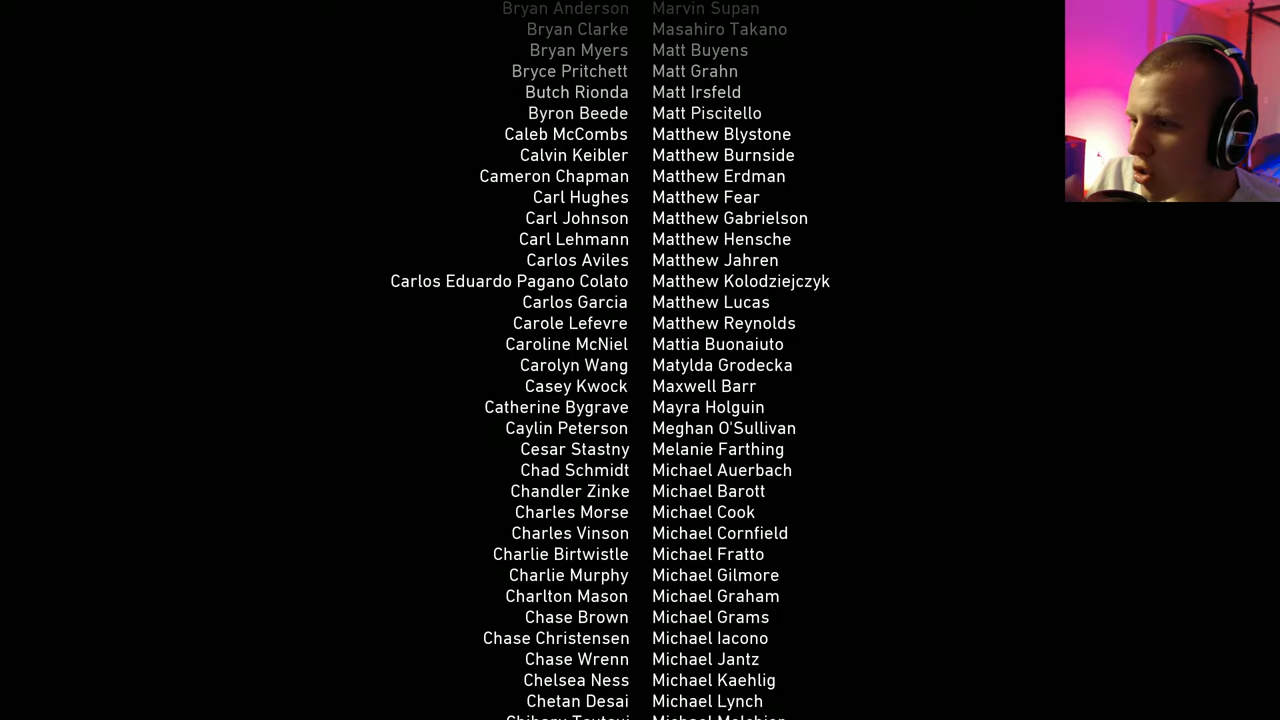 Bryan Anderson Marvin Supan
Bryan Clarke Masahiro Takano
Bryan Myers Matt Buyens
Bryce Pritchett Matt Grahn
Butch Rionda Matt Irsfeld
Byron Beede Matt Piscitello
Caleb McCombs Matthew Blystone
Calvin Keibler Matthew Burnside
Cameron Chapman Matthew Erdman
Carl Hughes Matthew Fear
Carl Johnson Matthew Gabrielson
Carl Lehmann Matthew Hensche
Carlos Aviles Matthew Jahren
Carlos Eduardo Pagano Colato Matthew Kolodziejczyk
Carlos Garcia Matthew Lucas
Carole Lefevre Matthew Reynolds
Caroline McNiel Mattia Buonaiuto
Carolyn Wang Matylda Grodecka
Casey Kwock Maxwell Barr
Catherine Bygrave Mayra Holguin
Caylin Peterson Meghan O'Sullivan
Cesar Stastny Melanie Farthing
Chad Schmidt Michael Auerbach
Chandler Zinke Michael Barott
Charles Morse Michael Cook
Charles Vinson Michael Cornfield
Charlie Birtwistle Michael Fratto
Charlie Murphy Michael Gilmore
Charlton Mason Michael Graham
Chase Brown Michael Grams
Chase Christensen Michael Iacono
Chase Wrenn Michael Jantz
Chelsea Ness Michael Kaehlig
Chetan Desai Michael Lynch
Michael